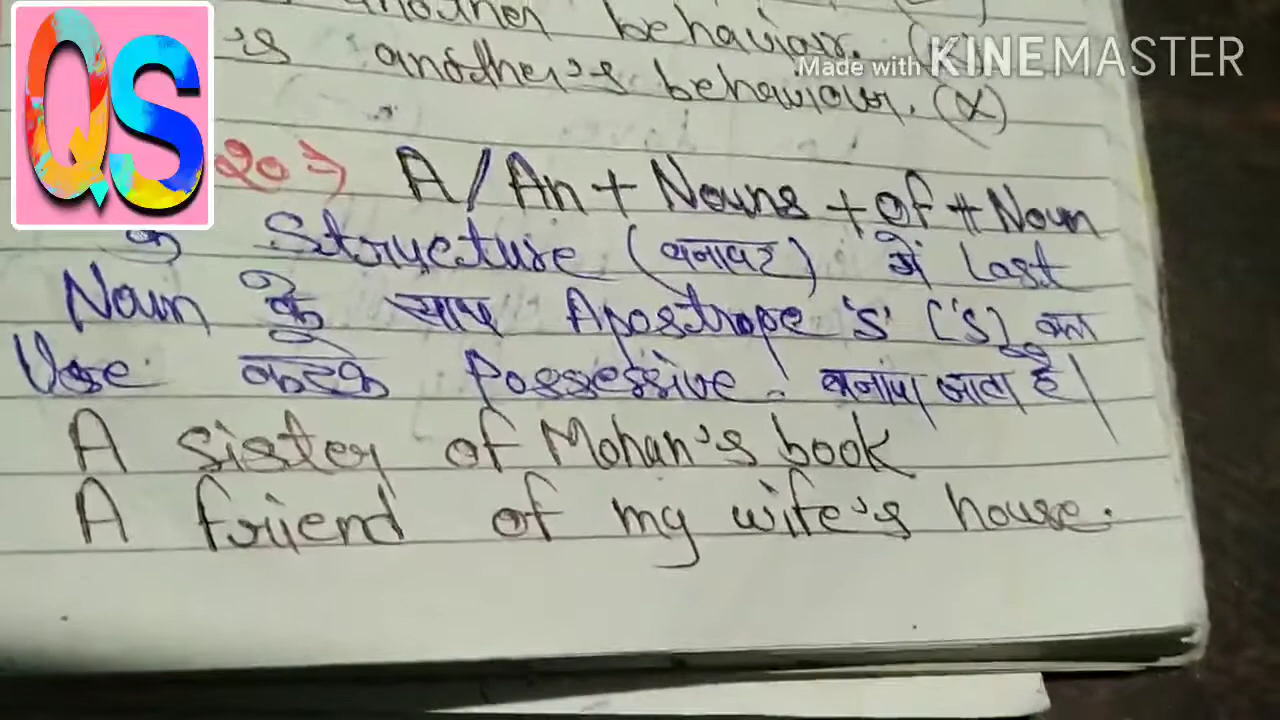 another behaviour.
's another's behaviour. (x)
QS
Made with KINEMASTER
20 ⇒ A/An + Nouns + of + Noun
के Structure (बनावट) में Last
Noun के साथ Apostrope 's' ('s) का
Use करके Possessive बनाया जाता है।
A sister of Mohan's book
A friend of my wife's house.